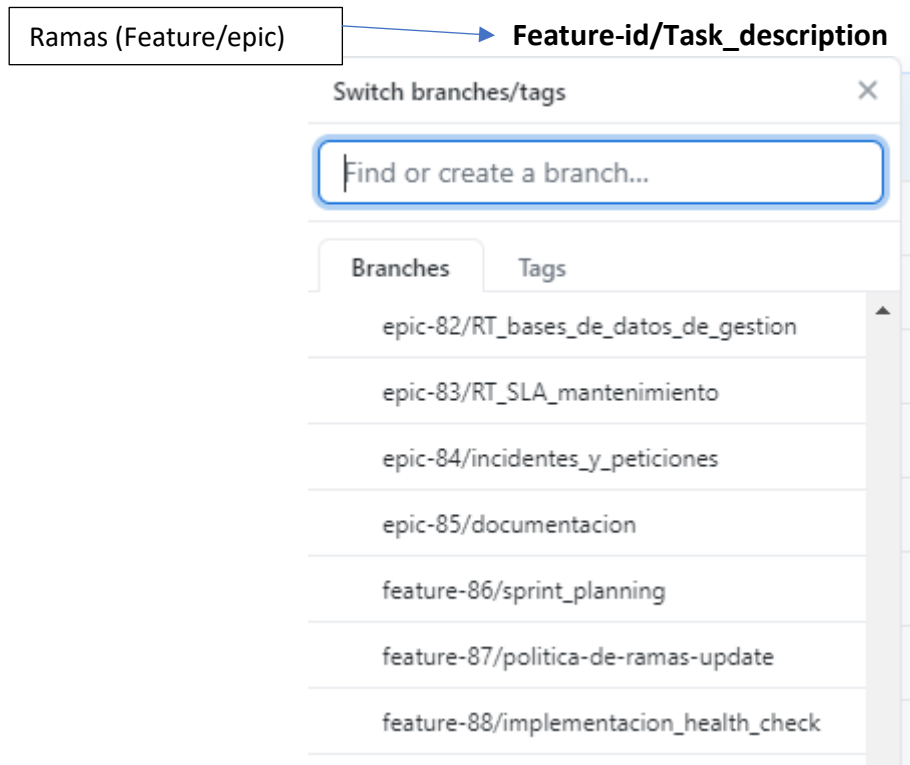 Ramas (Feature/epic)
Feature-id/Task_description
Switch branches/tags
Find or create a branch...
Branches
Tags
epic-82/RT_bases_de_datos_de_gestion
epic-83/RT_SLA_mantenimiento
epic-84/incidentes_y_peticiones
epic-85/documentacion
feature-86/sprint_planning
feature-87/politica-de-ramas-update
feature-88/implementacion_health_check